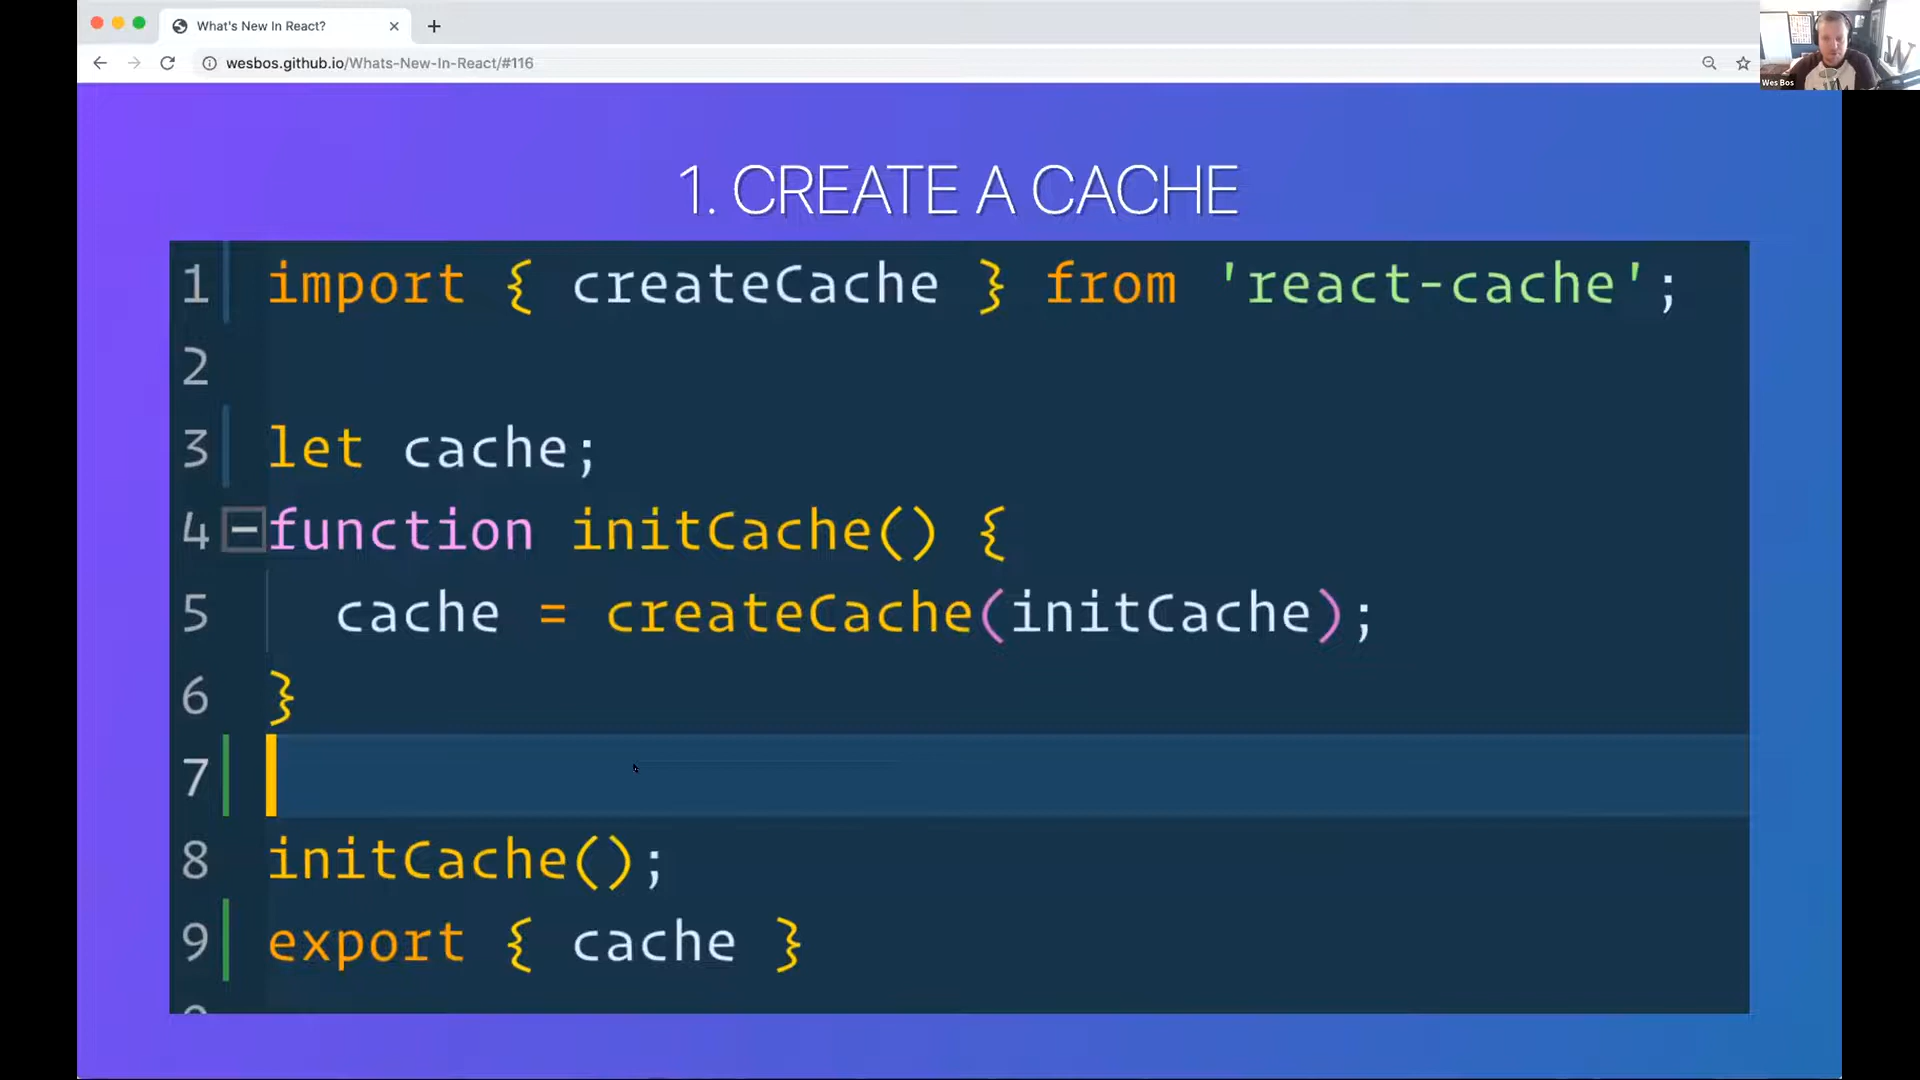 What's New In React?
wesbos.github.io/Whats-New-In-React/#116
Wes Bos
1. CREATE A CACHE
1 import { createCache } from 'react-cache';
2
3 let cache;
4 function initCache() {
5 cache = createCache(initCache);
6 }
7
8 initCache();
9 export { cache }